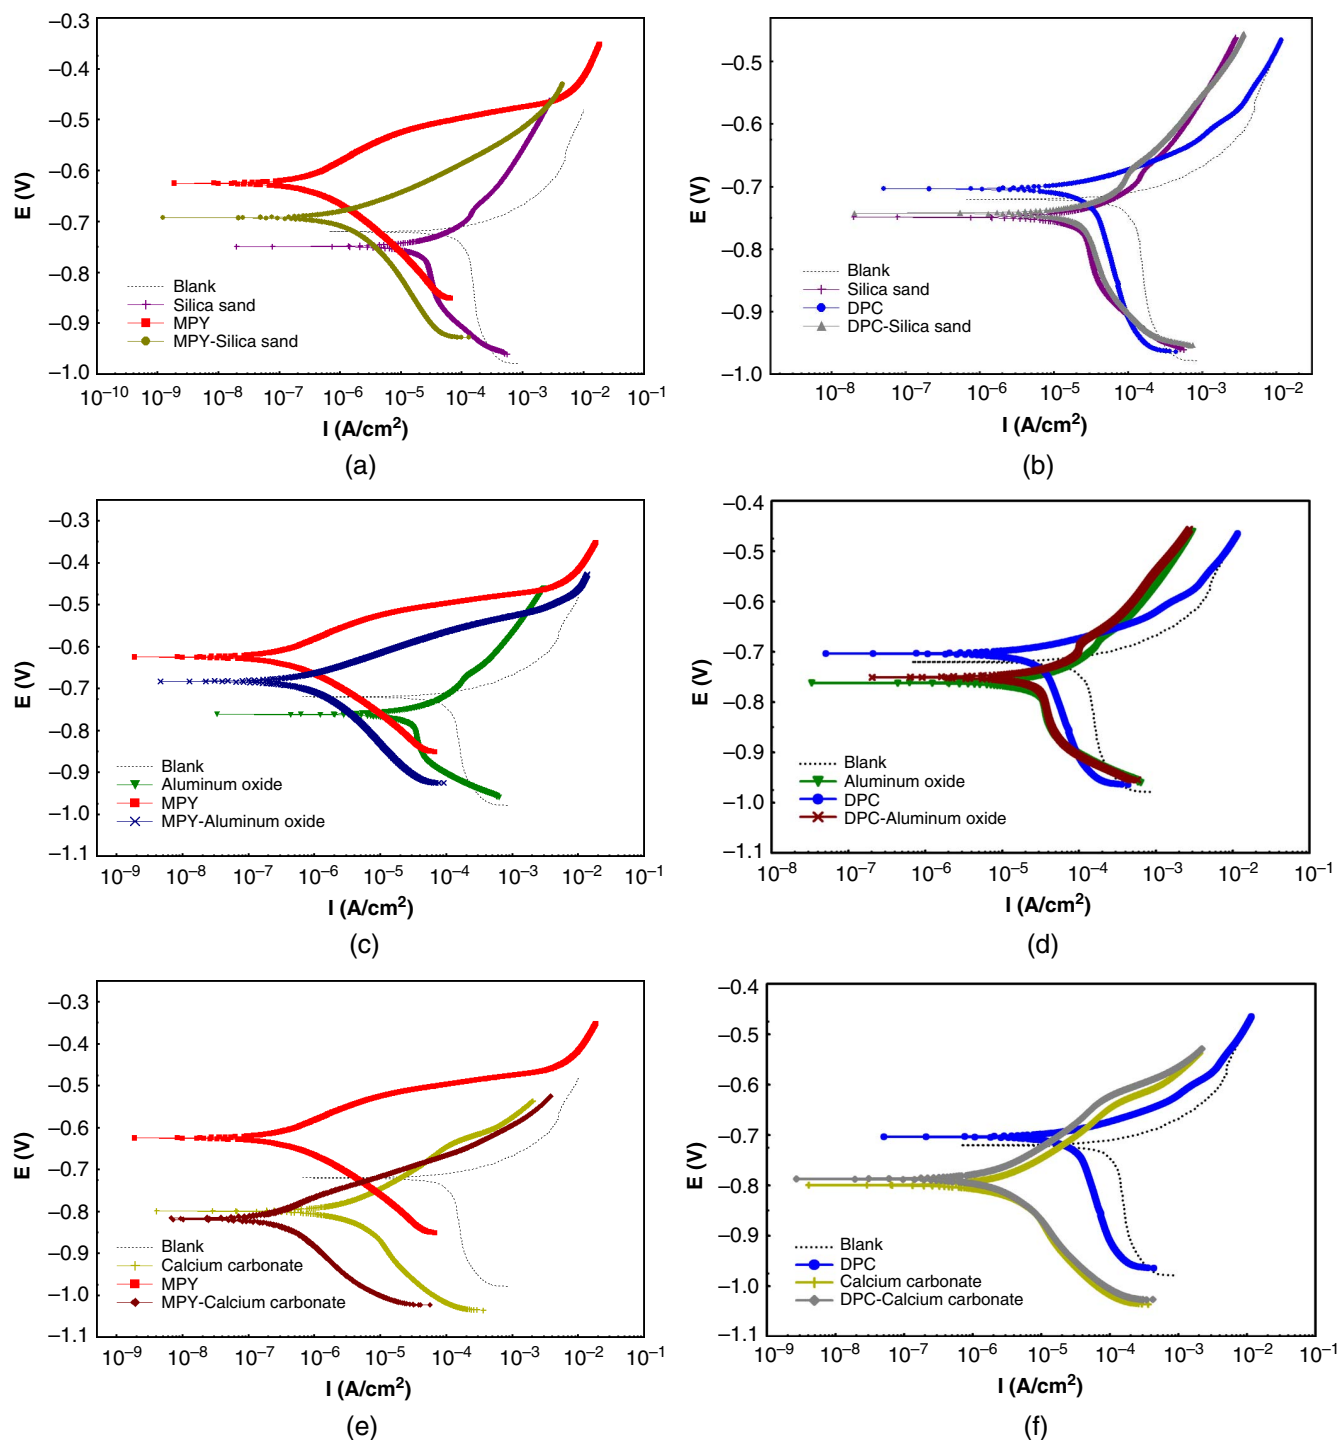 −0.3
−0.4
−0.5
−0.6
−0.7
−0.8
−0.9
−1.0
E (V)
Blank
Silica sand
MPY
MPY-Silica sand
10−10 10−9 10−8 10−7 10−6 10−5 10−4 10−3 10−2 10−1
I (A/cm2)
(a)
−0.5
−0.6
−0.7
−0.8
−0.9
−1.0
E (V)
Blank
Silica sand
DPC
DPC-Silica sand
10−8 10−7 10−6 10−5 10−4 10−3 10−2
I (A/cm2)
(b)
−0.3
−0.4
−0.5
−0.6
−0.7
−0.8
−0.9
−1.0
−1.1
E (V)
Blank
Aluminum oxide
MPY
MPY-Aluminum oxide
10−9 10−8 10−7 10−6 10−5 10−4 10−3 10−2 10−1
I (A/cm2)
(c)
−0.4
−0.5
−0.6
−0.7
−0.8
−0.9
−1.0
−1.1
E (V)
Blank
Aluminum oxide
DPC
DPC-Aluminum oxide
10−8 10−7 10−6 10−5 10−4 10−3 10−2 10−1
I (A/cm2)
(d)
−0.3
−0.4
−0.5
−0.6
−0.7
−0.8
−0.9
−1.0
−1.1
E (V)
Blank
Calcium carbonate
MPY
MPY-Calcium carbonate
10−9 10−8 10−7 10−6 10−5 10−4 10−3 10−2 10−1
I (A/cm2)
(e)
−0.4
−0.5
−0.6
−0.7
−0.8
−0.9
−1.0
−1.1
E (V)
Blank
DPC
Calcium carbonate
DPC-Calcium carbonate
10−9 10−8 10−7 10−6 10−5 10−4 10−3 10−2 10−1
I (A/cm2)
(f)